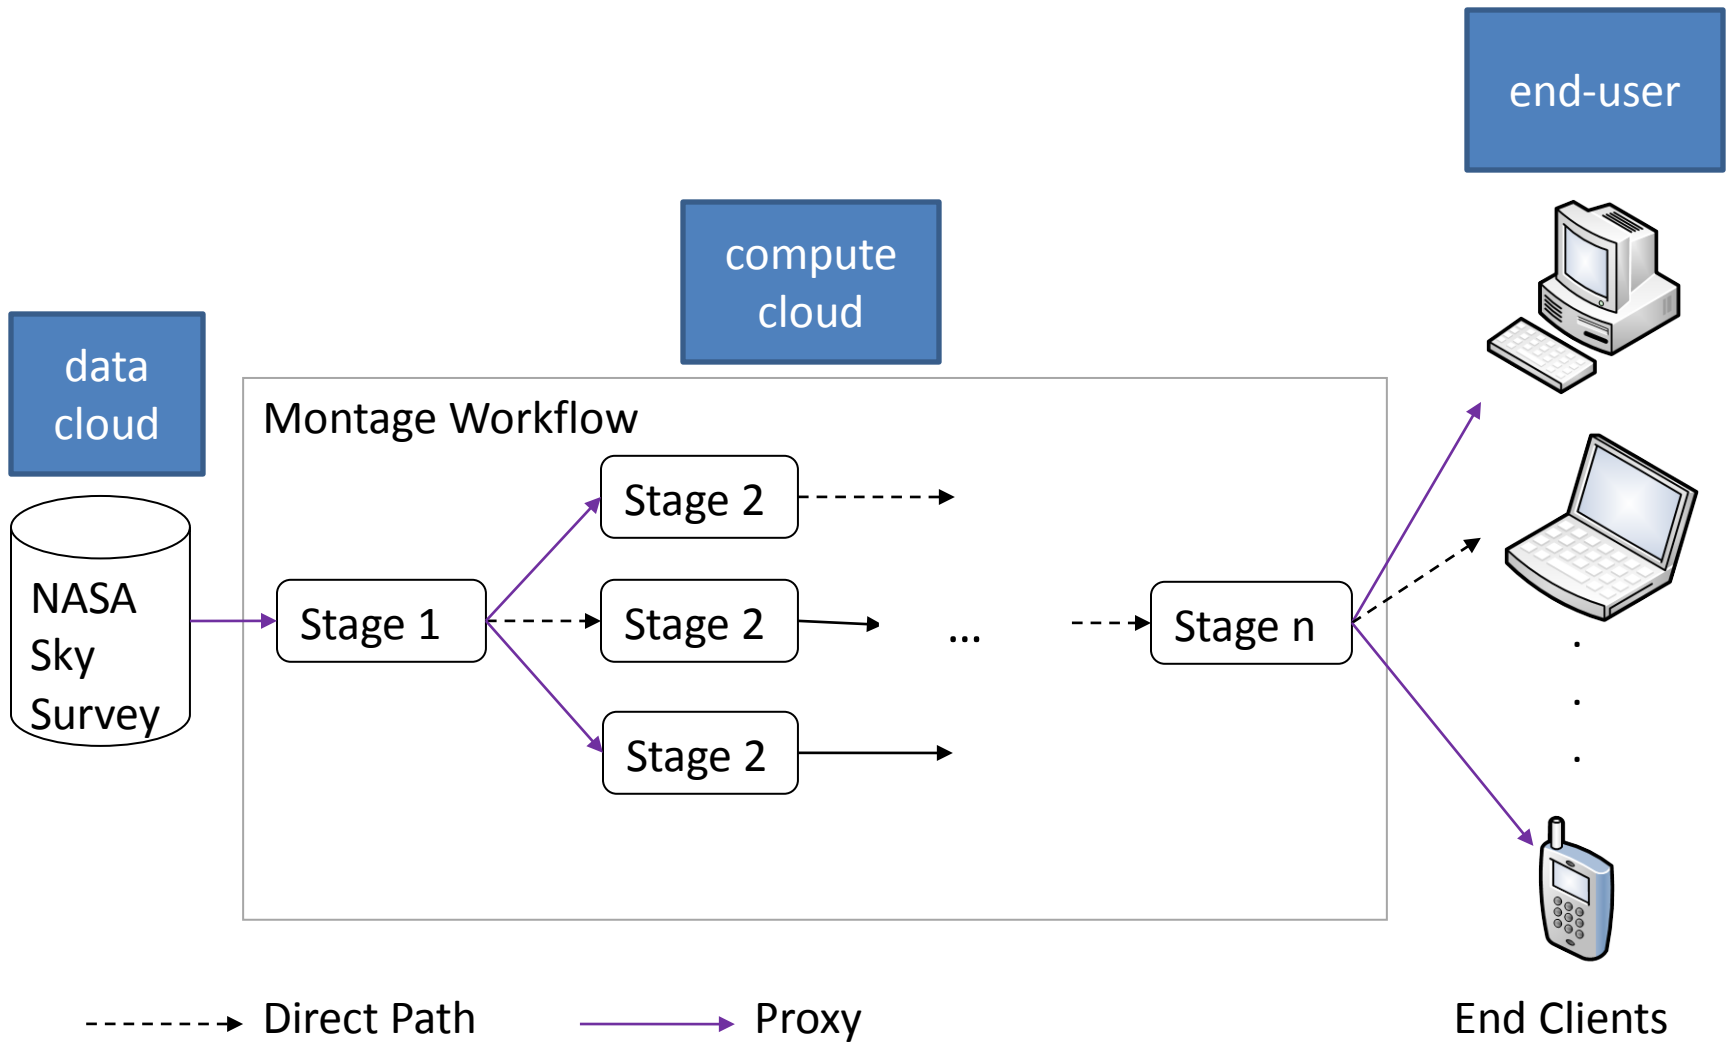 end-user
compute
cloud
data
cloud
Montage Workflow
Stage 2
NASA
Sky
Survey
Stage 1
Stage 2
...
Stage n
Stage 2
.
.
.
Direct Path
Proxy
End Clients